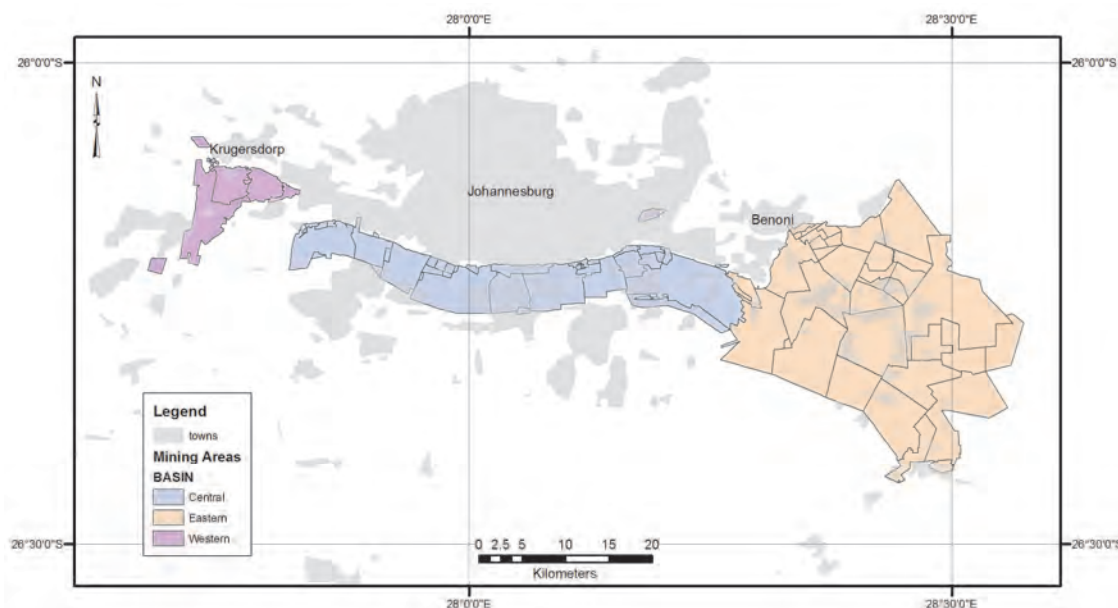 28°0'0"E
28°30'0"E
26°0'0"S
26°0'0"S
N
Krugersdorp
Johannesburg
Benoni
Legend
towns
Mining Areas
BASIN
Central
Eastern
Western
0 2.5 5 10 15 20
Kilometers
26°30'0"S
26°30'0"S
28°0'0"E
28°30'0"E